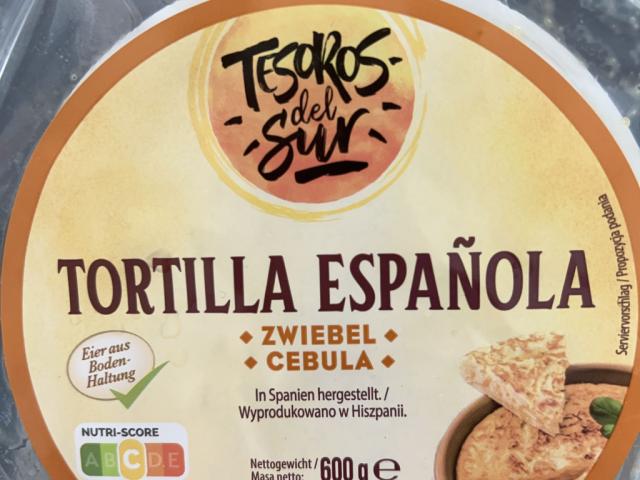 TESOROS
del
Sur
TORTILLA ESPAÑOLA
ZWIEBEL
CEBULA
Eier aus
Boden-
Haltung
In Spanien hergestellt. /
Wyprodukowano w Hiszpanii.
NUTRI-SCORE
A B C D E
Nettogewicht /
Masa netto:
600 g e
Serviervorschlag / Propozycja podania